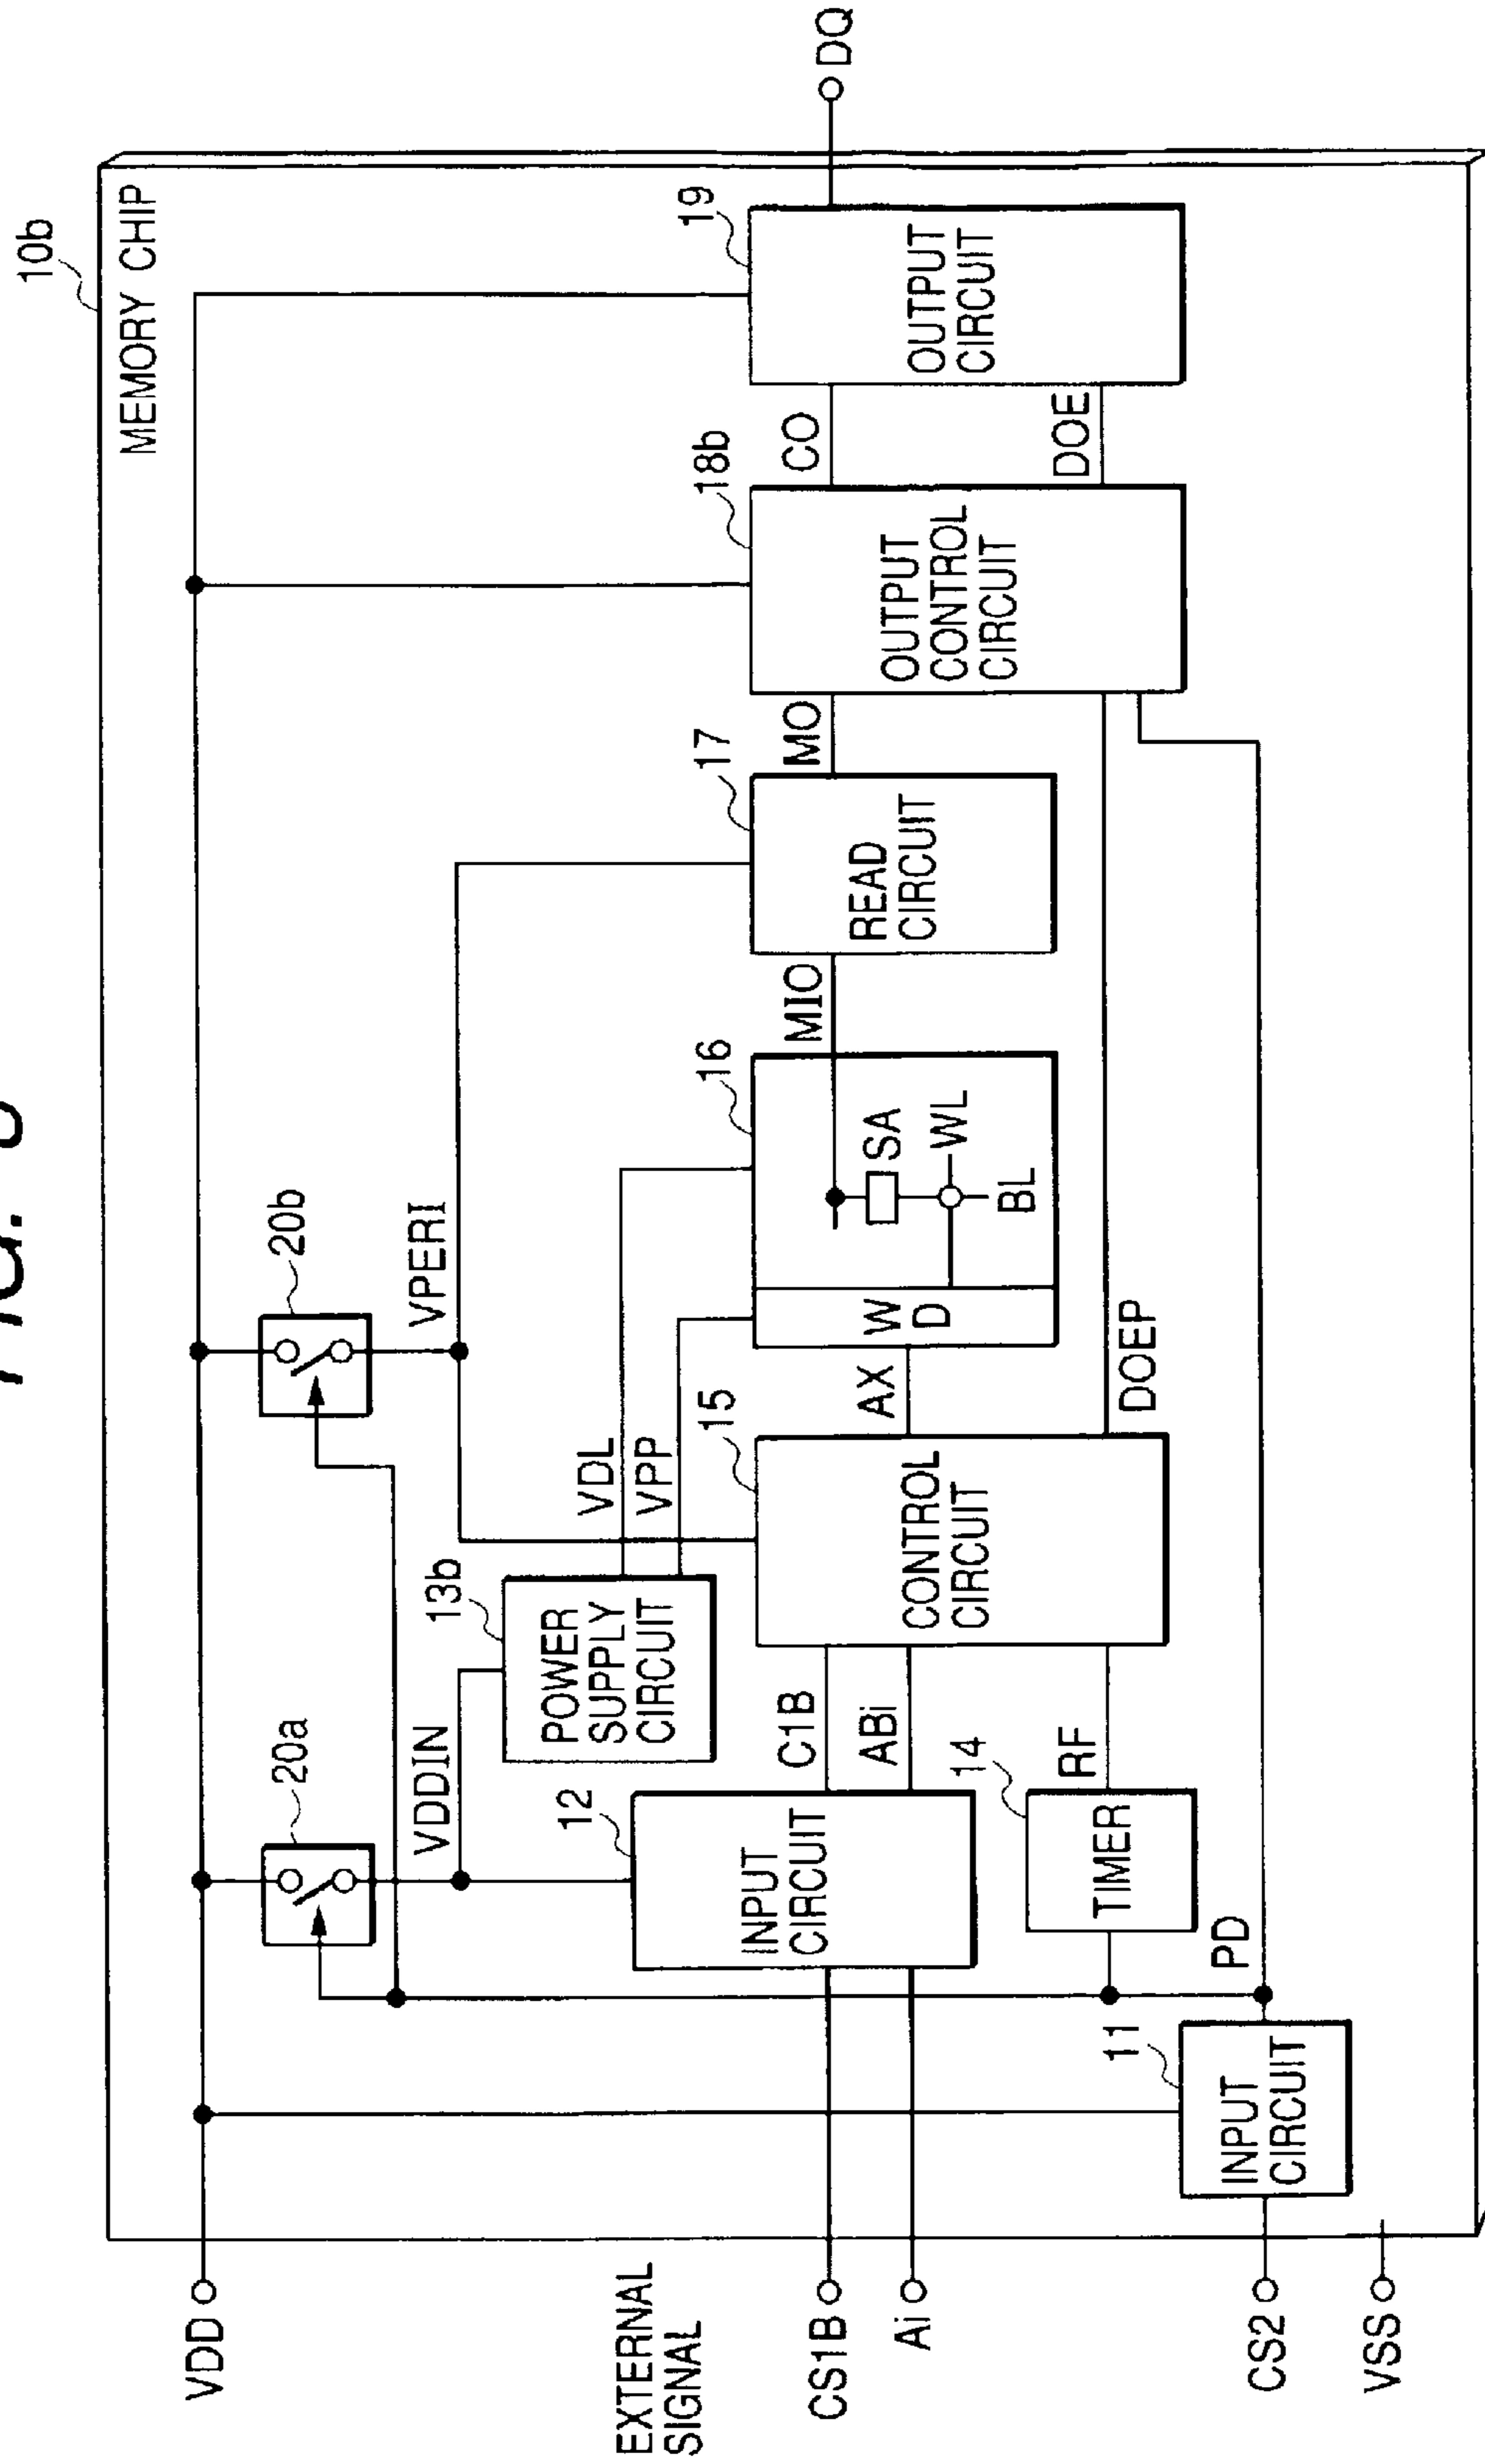 FIG.
10b
MEMORY CHIP
VDD
20a
20b
VDDIN
VPERI
13b
POWER
SUPPLY
CIRCUIT
VDL
VPP
EXTERNAL
SIGNAL
CS1B
Ai
12
INPUT
CIRCUIT
C1B
ABi
15
CONTROL
CIRCUIT
AX
16
W
D
SA
WL
BL
MIO
17
READ
CIRCUIT
MO
18b
OUTPUT
CONTROL
CIRCUIT
CO
DOE
19
OUTPUT
CIRCUIT
DQ
14
TIMER
RF
DOEP
11
INPUT
CIRCUIT
PD
CS2
VSS